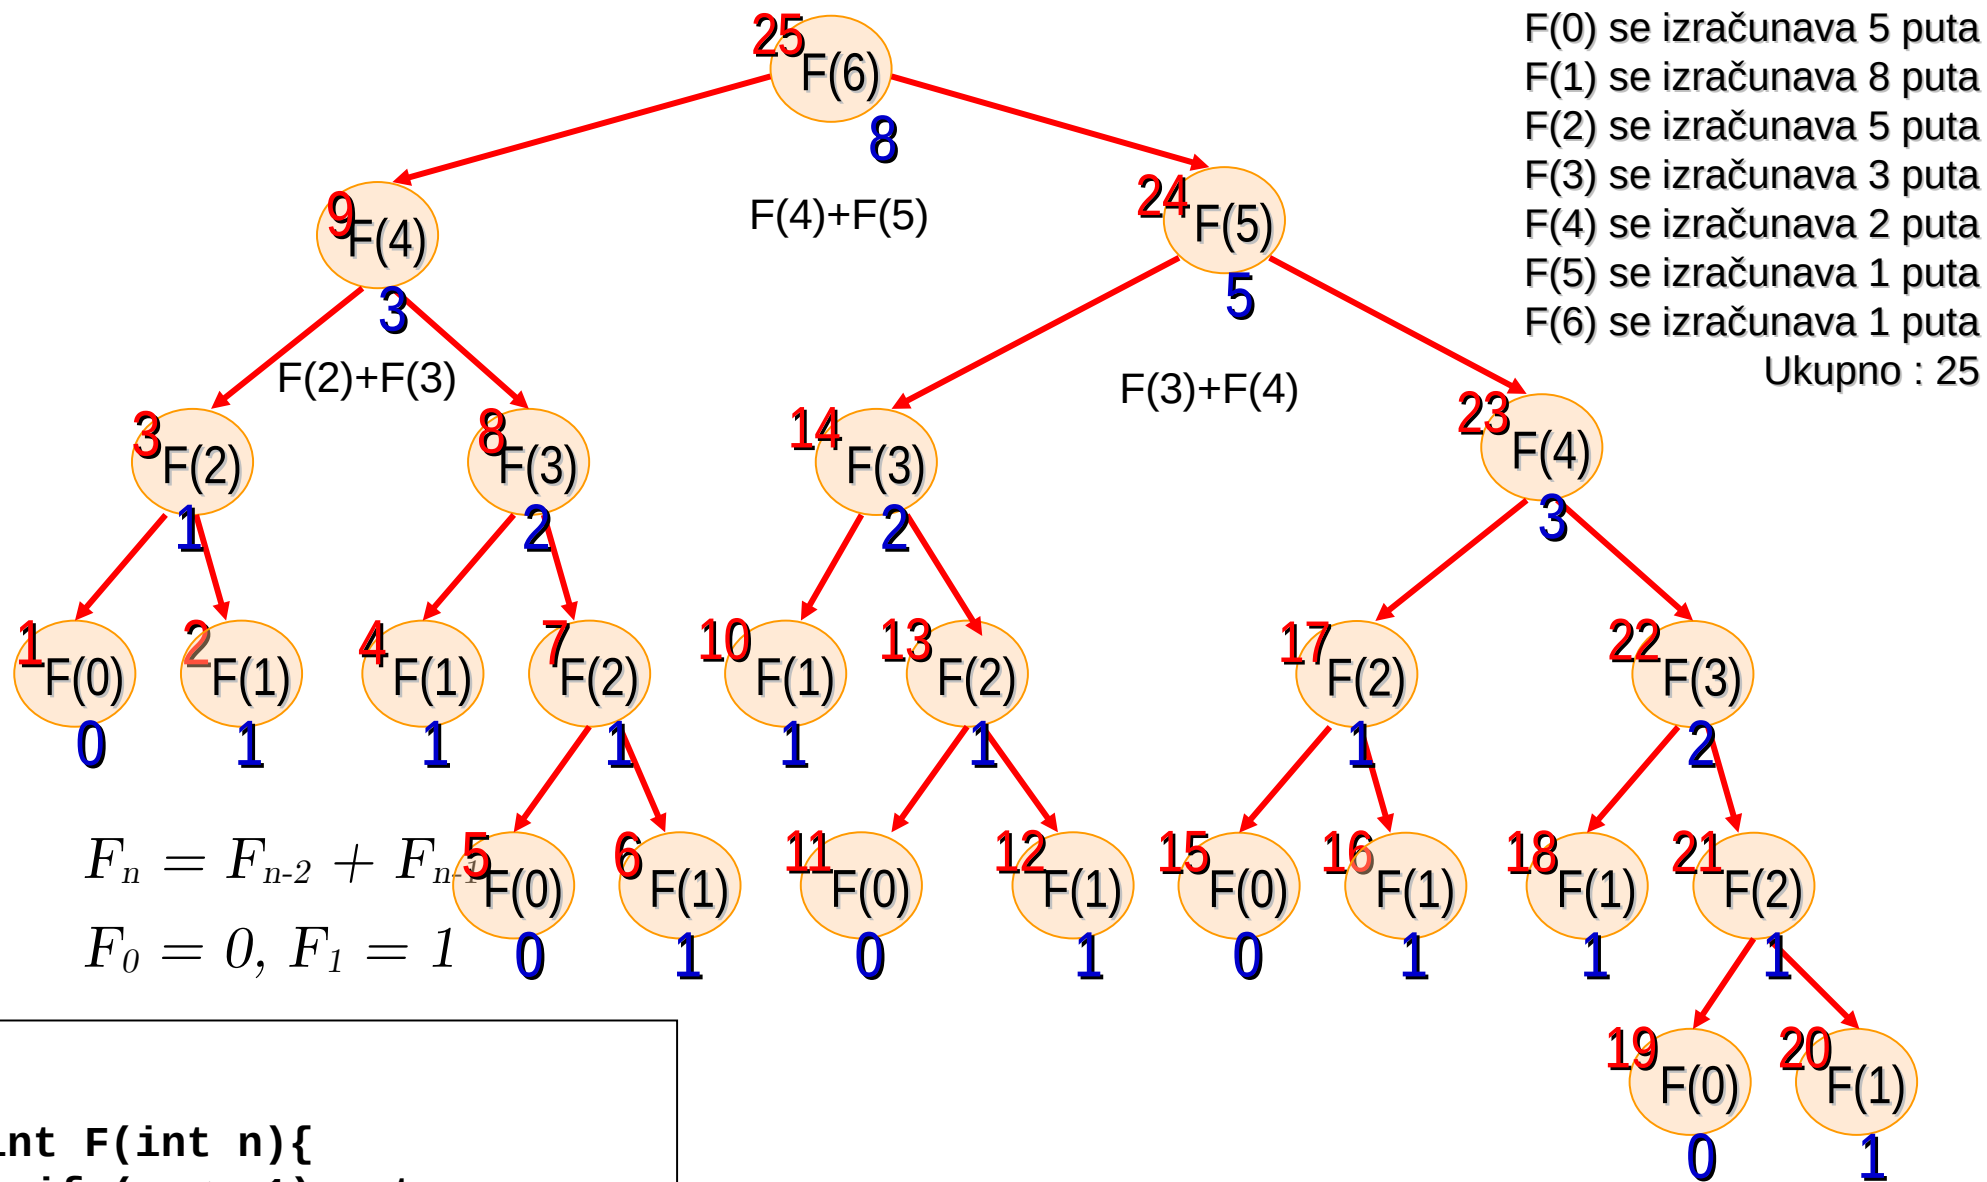 25
F(6)
8
F(0) se izračunava 5 puta
F(1) se izračunava 8 puta
F(2) se izračunava 5 puta
F(3) se izračunava 3 puta
F(4) se izračunava 2 puta
F(5) se izračunava 1 puta
F(6) se izračunava 1 puta
Ukupno : 25
9
F(4)
3
F(4)+F(5)
24
F(5)
5
F(2)+F(3)
F(3)+F(4)
3
F(2)
1
8
F(3)
2
14
F(3)
2
23
F(4)
3
1
F(0)
0
2
F(1)
1
4
F(1)
1
7
F(2)
1
10
F(1)
1
13
F(2)
1
17
F(2)
1
22
F(3)
2
Fn = Fn-2 + Fn-1
F0 = 0, F1 = 1
5
F(0)
0
6
F(1)
1
11
F(0)
0
12
F(1)
1
15
F(0)
0
16
F(1)
1
18
F(1)
1
21
F(2)
1
19
F(0)
0
20
F(1)
1
int F(int n){